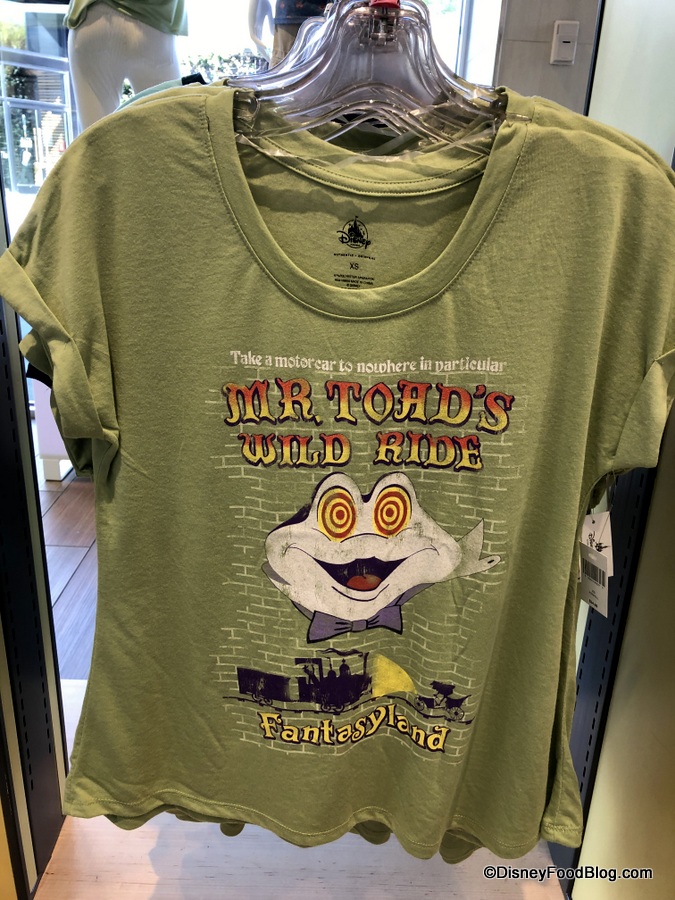 Disney
XS
Take a motorcar to nowhere in particular
MR. TOAD'S
WILD RIDE
Fantasyland
©DisneyFoodBlog.com